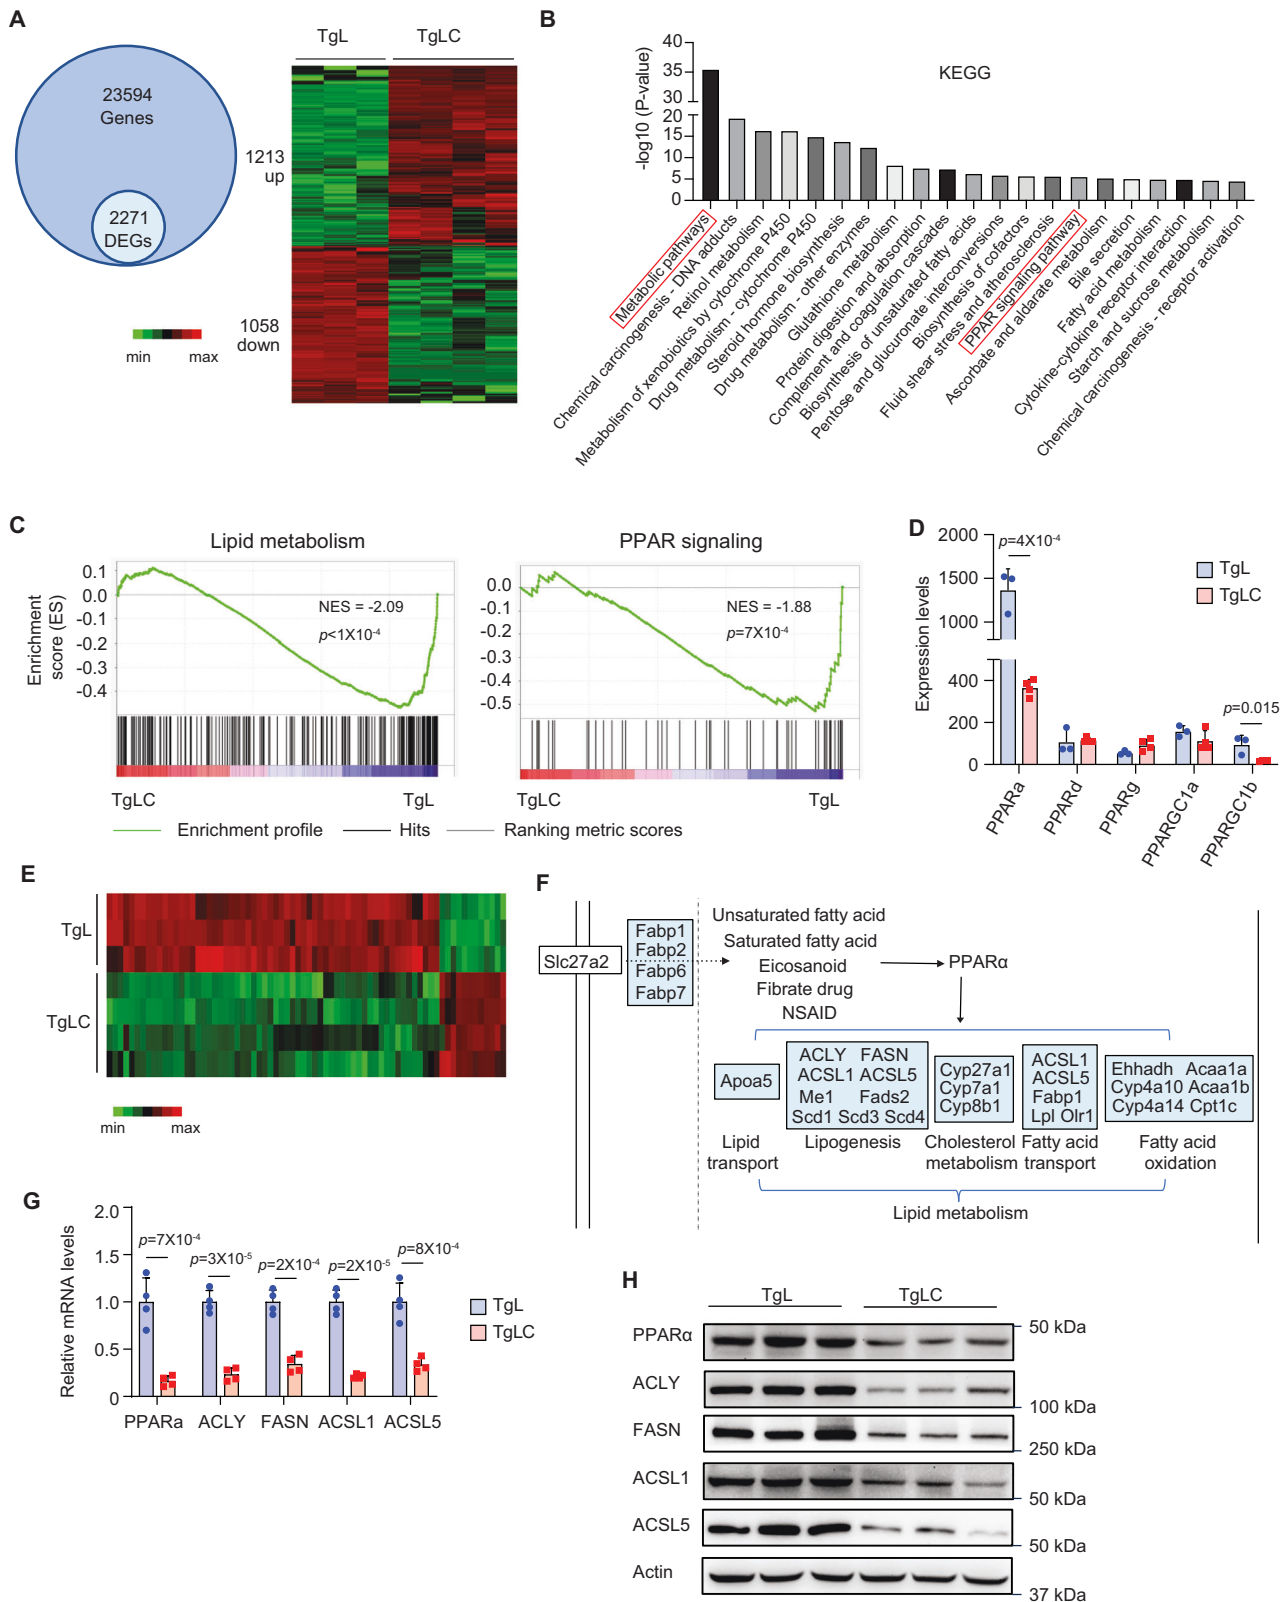 A
TgL
TgLC
23594
Genes
2271
DEGs
1213
up
1058
down
min
max
B
KEGG
-log10 (P-value)
40
35
30
20
15
10
5
0
Metabolic pathways
Chemical carcinogenesis - DNA adducts
Retinol metabolism
Metabolism of xenobiotics by cytochrome P450
Drug metabolism - cytochrome P450
Steroid hormone biosynthesis
Drug metabolism - other enzymes
Glutathione metabolism
Protein digestion and absorption
Complement and coagulation cascades
Biosynthesis of unsaturated fatty acids
Pentose and glucuronate interconversions
Biosynthesis of cofactors
Fluid shear stress and atherosclerosis
PPAR signaling pathway
Ascorbate and aldarate metabolism
Bile secretion
Fatty acid metabolism
Cytokine-cytokine receptor interaction
Starch and sucrose metabolism
Chemical carcinogenesis - receptor activation
C
Lipid metabolism
Enrichment
score (ES)
0.1
0.0
-0.1
-0.2
-0.3
-0.4
NES = -2.09
p<1X10-4
TgLC
TgL
PPAR signaling
0.0
-0.1
-0.2
-0.3
-0.4
-0.5
NES = -1.88
p=7X10-4
TgLC
TgL
Enrichment profile
Hits
Ranking metric scores
D
Expression levels
2000
1500
1000
400
200
0
p=4X10-4
p=0.015
TgL
TgLC
PPARa
PPARd
PPARg
PPARGC1a
PPARGC1b
E
TgL
TgLC
min
max
F
Slc27a2
Fabp1
Fabp2
Fabp6
Fabp7
Unsaturated fatty acid
Saturated fatty acid
Eicosanoid
Fibrate drug
NSAID
PPARα
Apoa5
ACLY FASN
ACSL1 ACSL5
Me1 Fads2
Scd1 Scd3 Scd4
Cyp27a1
Cyp7a1
Cyp8b1
ACSL1
ACSL5
Fabp1
Lpl Olr1
Ehhadh Acaa1a
Cyp4a10 Acaa1b
Cyp4a14 Cpt1c
Lipid
transport
Lipogenesis
Cholesterol
metabolism
Fatty acid
transport
Fatty acid
oxidation
Lipid metabolism
G
Relative mRNA levels
2.0
1.5
1.0
0.5
0
p=7X10-4
p=3X10-5
p=2X10-4
p=2X10-5
p=8X10-4
TgL
TgLC
PPARa
ACLY
FASN
ACSL1
ACSL5
H
TgL
TgLC
PPARα
50 kDa
ACLY
100 kDa
FASN
250 kDa
ACSL1
50 kDa
ACSL5
50 kDa
Actin
37 kDa